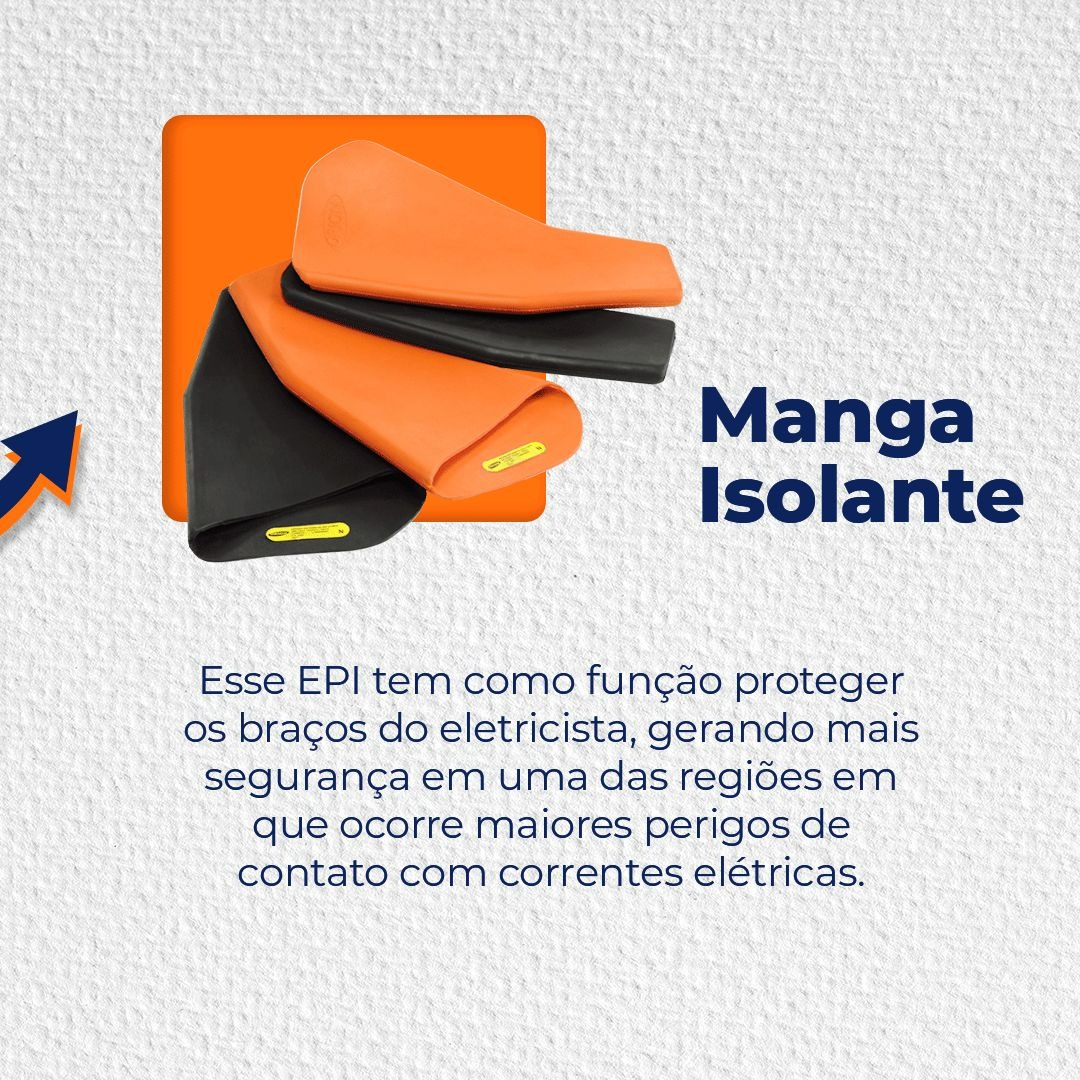 ORION
Manga
Isolante
Esse EPI tem como função proteger
os braços do eletricista, gerando mais
segurança em uma das regiões em
que ocorre maiores perigos de
contato com correntes elétricas.